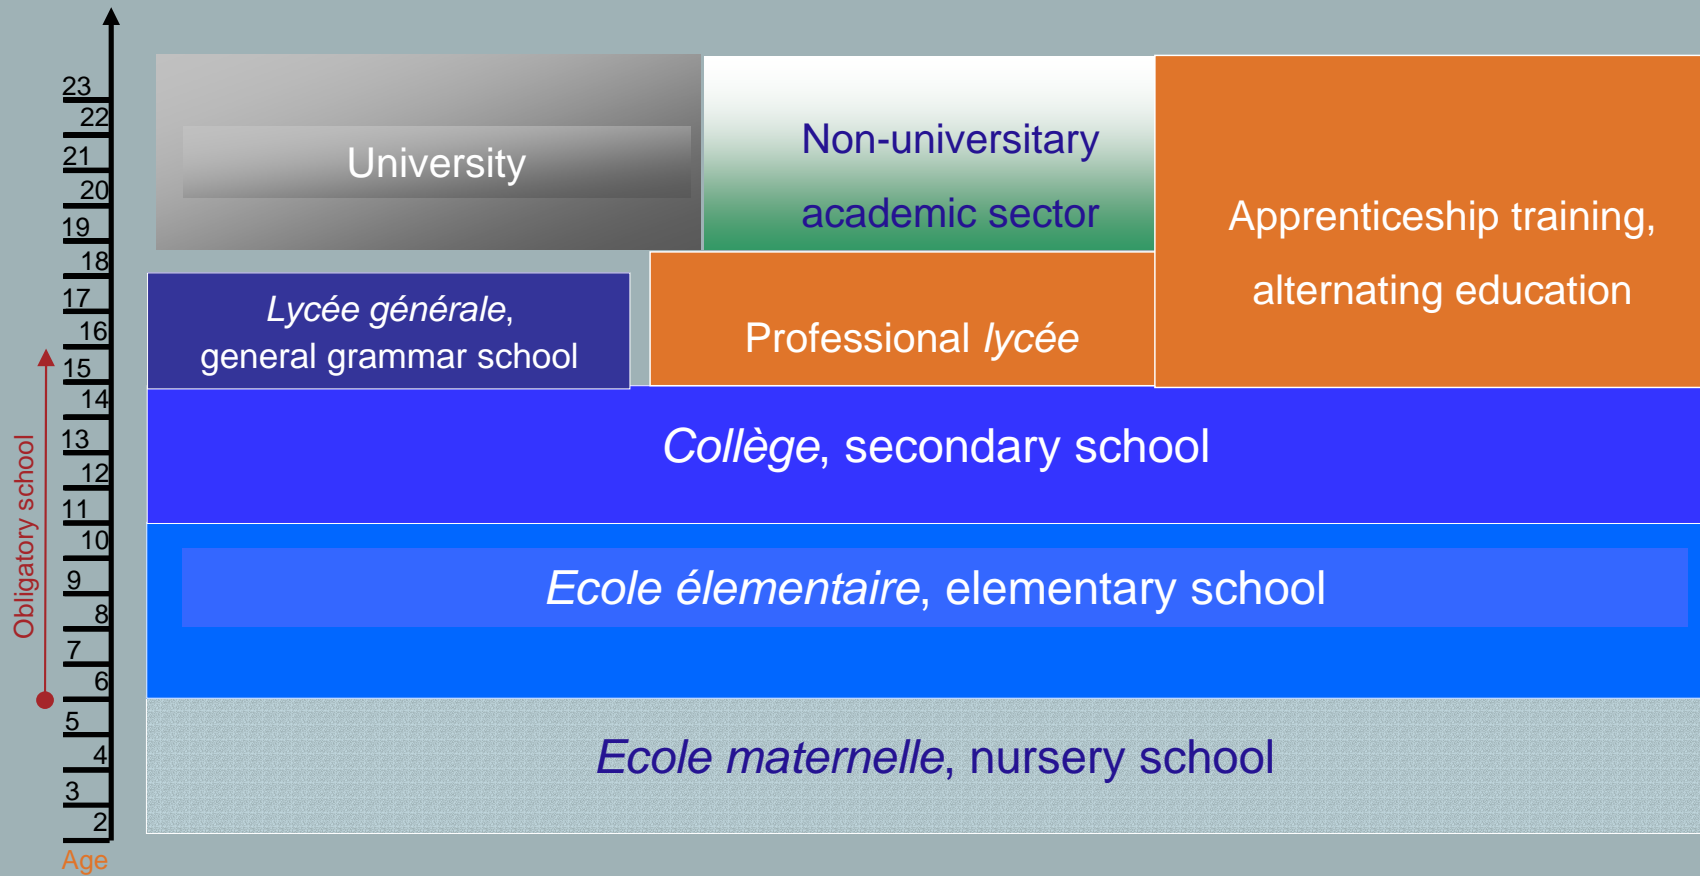 23
22
21
20
19
18
17
16
15
14
13
12
11
10
9
8
7
6
5
4
3
2
Age
Obligatory school
University
Non-universitary
academic sector
Apprenticeship training,
alternating education
Lycée générale,
general grammar school
Professional lycée
Collège, secondary school
Ecole élementaire, elementary school
Ecole maternelle, nursery school